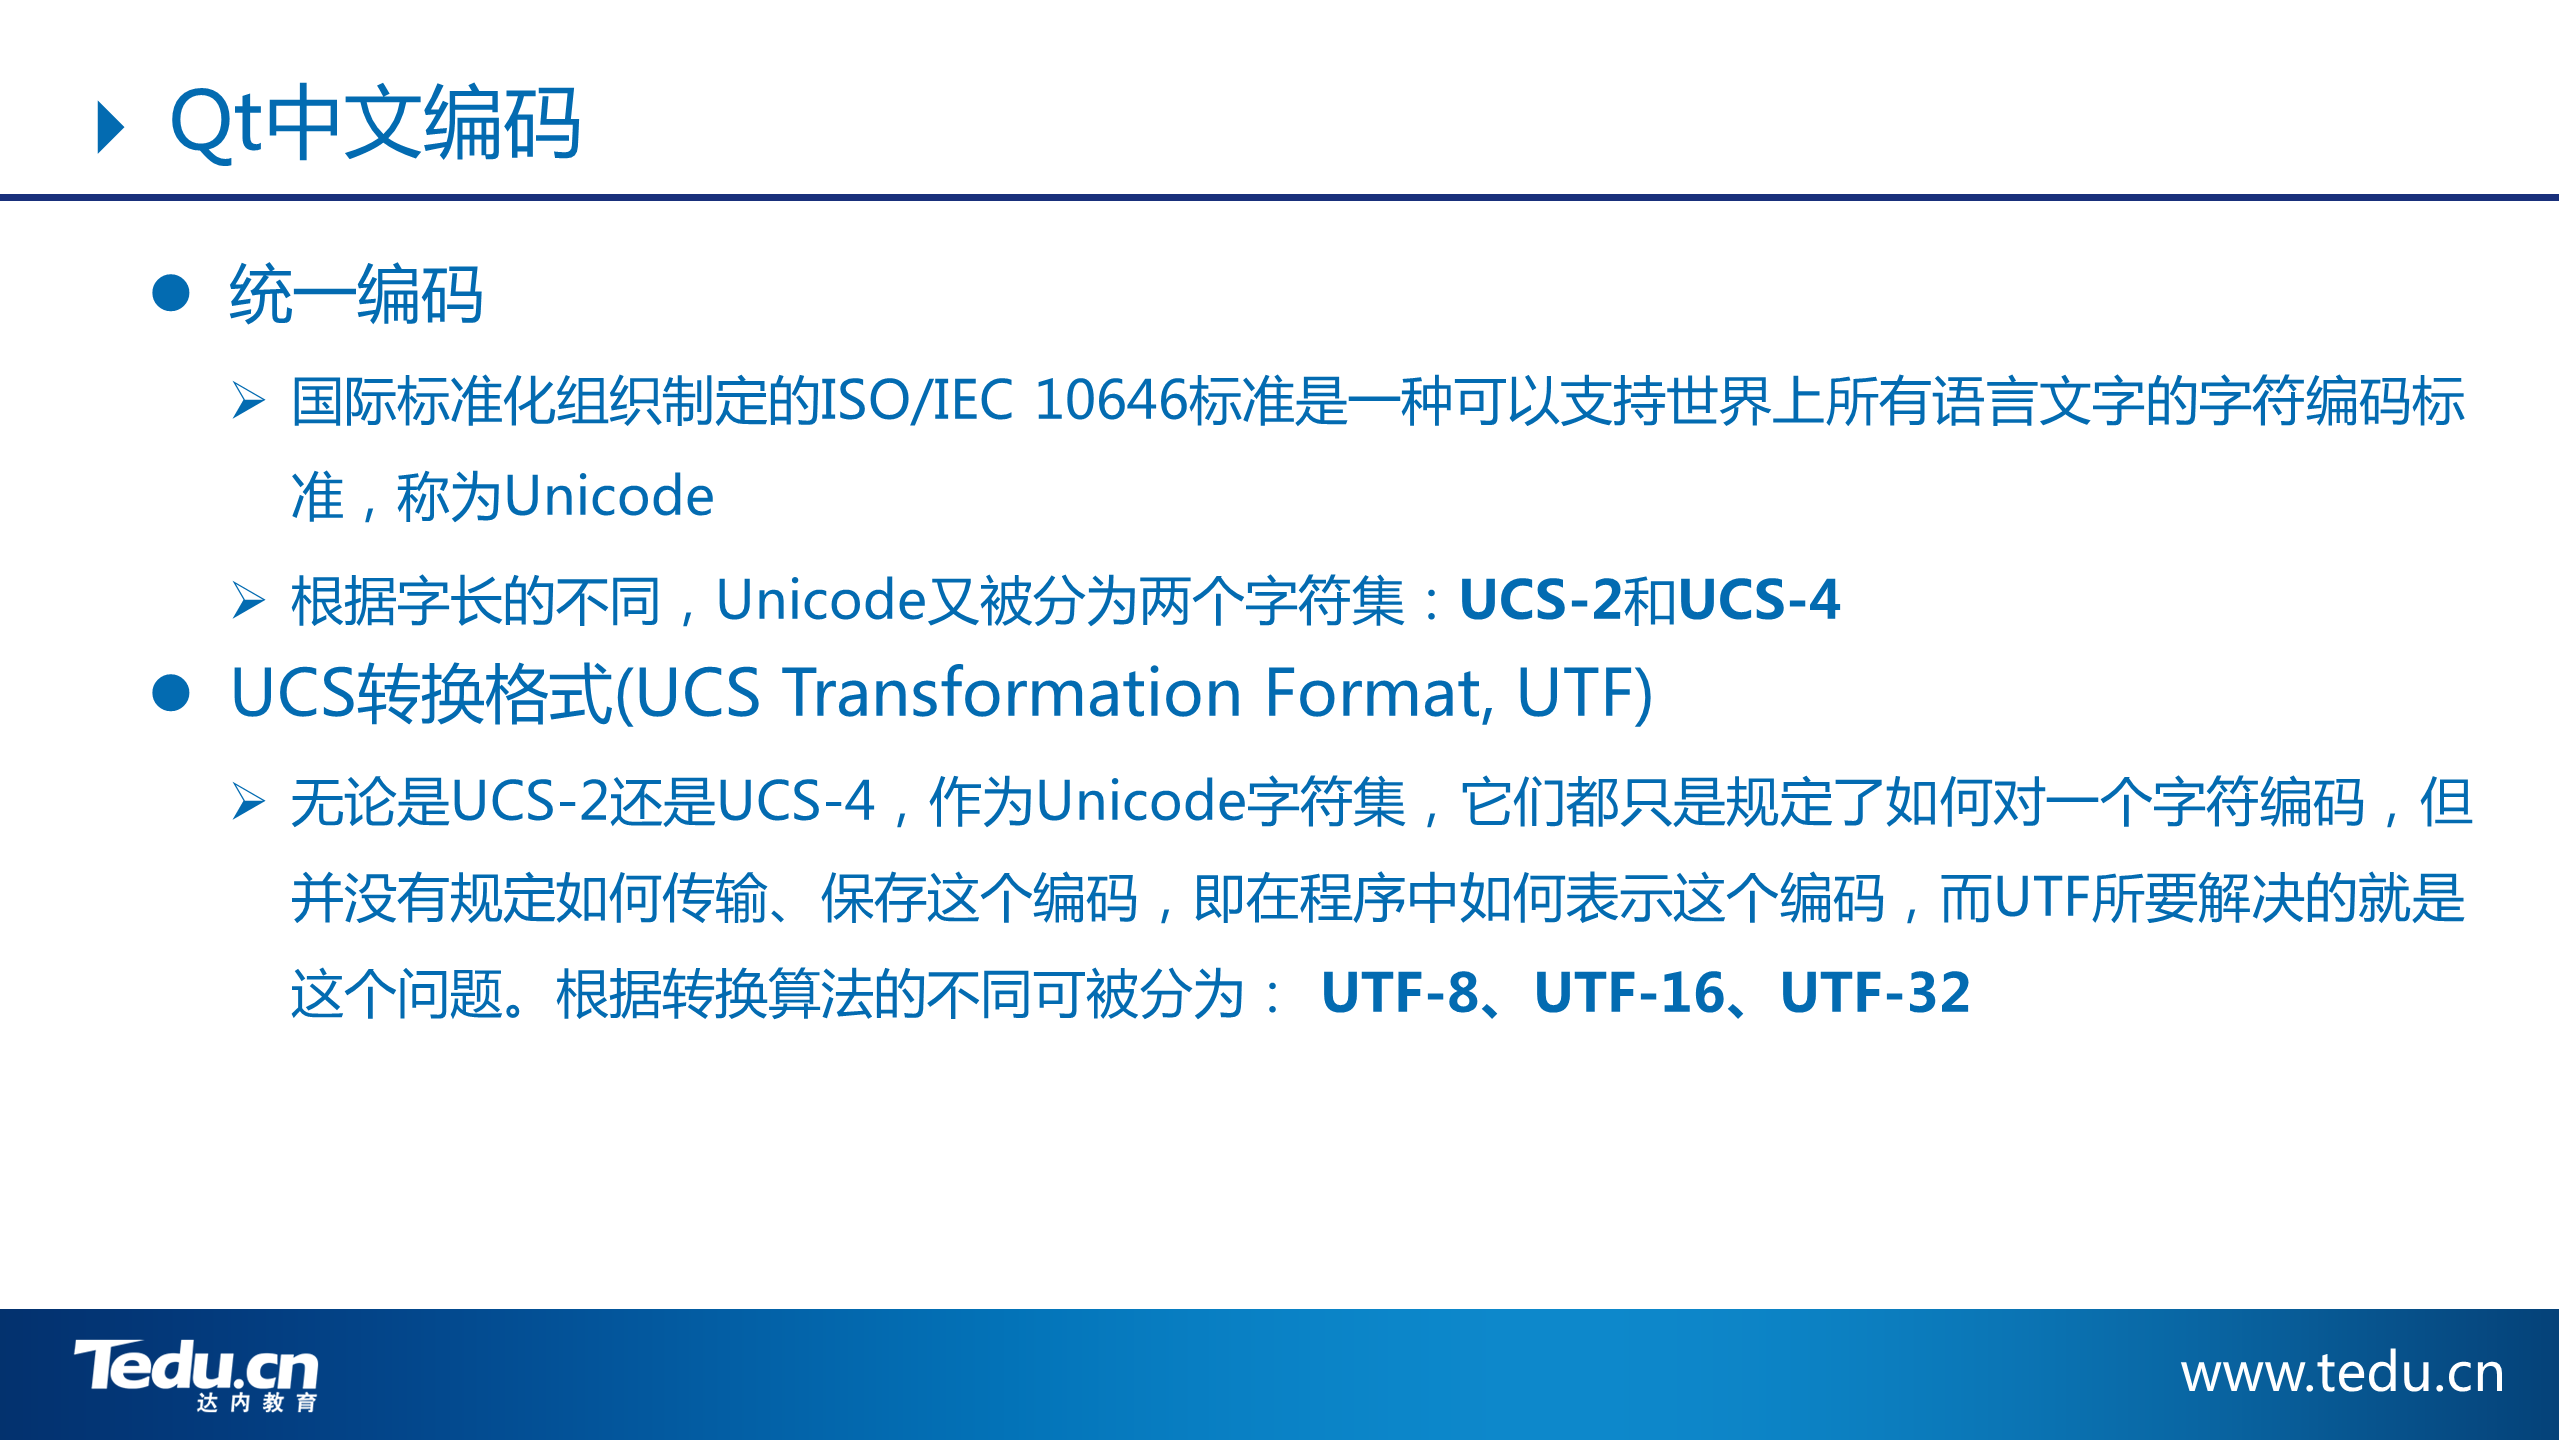 Qt中文编码
统一编码
国际标准化组织制定的ISO/IEC 10646标准是一种可以支持世界上所有语言文字的字符编码标
准，称为Unicode
根据字长的不同，Unicode又被分为两个字符集：UCS-2和UCS-4
UCS转换格式(UCS Transformation Format, UTF)
无论是UCS-2还是UCS-4，作为Unicode字符集，它们都只是规定了如何对一个字符编码，但
并没有规定如何传输、保存这个编码，即在程序中如何表示这个编码，而UTF所要解决的就是
这个问题。根据转换算法的不同可被分为： UTF-8、UTF-16、UTF-32
Tedu.cn
达内教育
www.tedu.cn